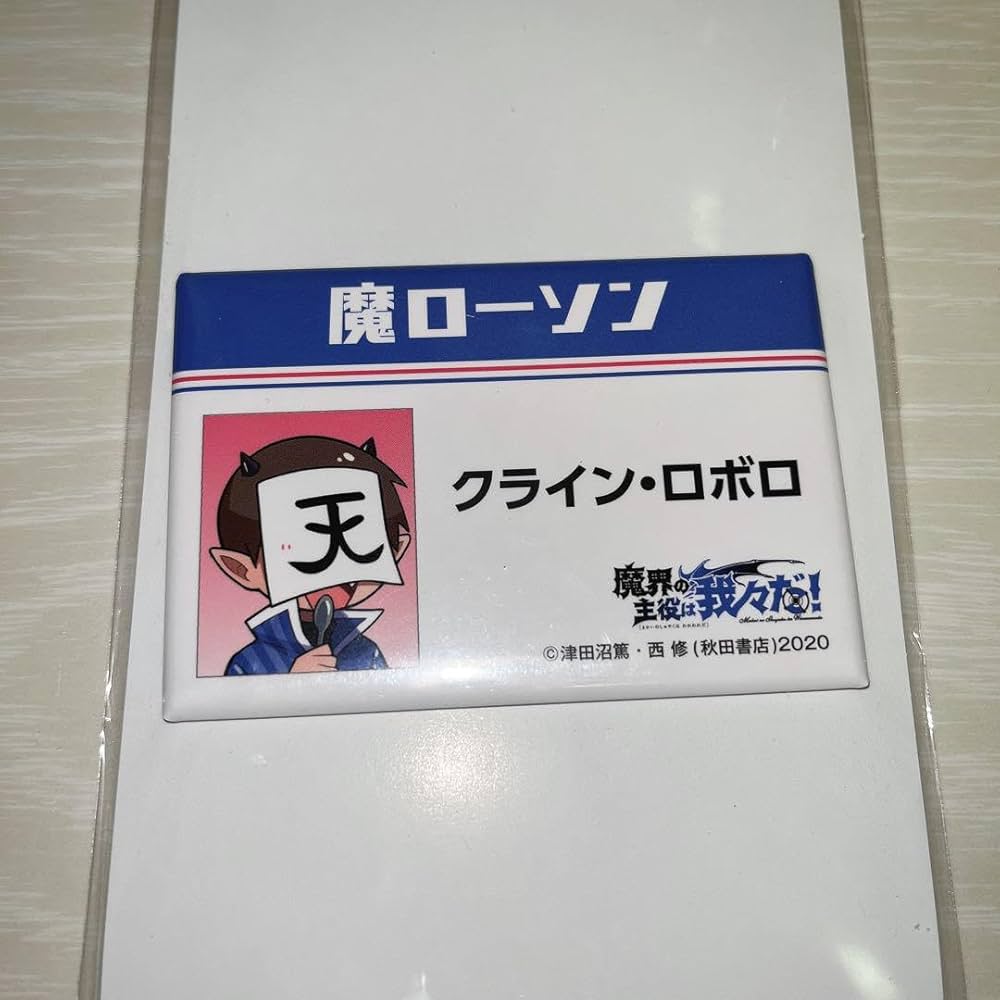 魔ローソン
天
クライン・ロボロ
魔界の
主役は我々だ!
©津田沼篤・西 修(秋田書店)2020